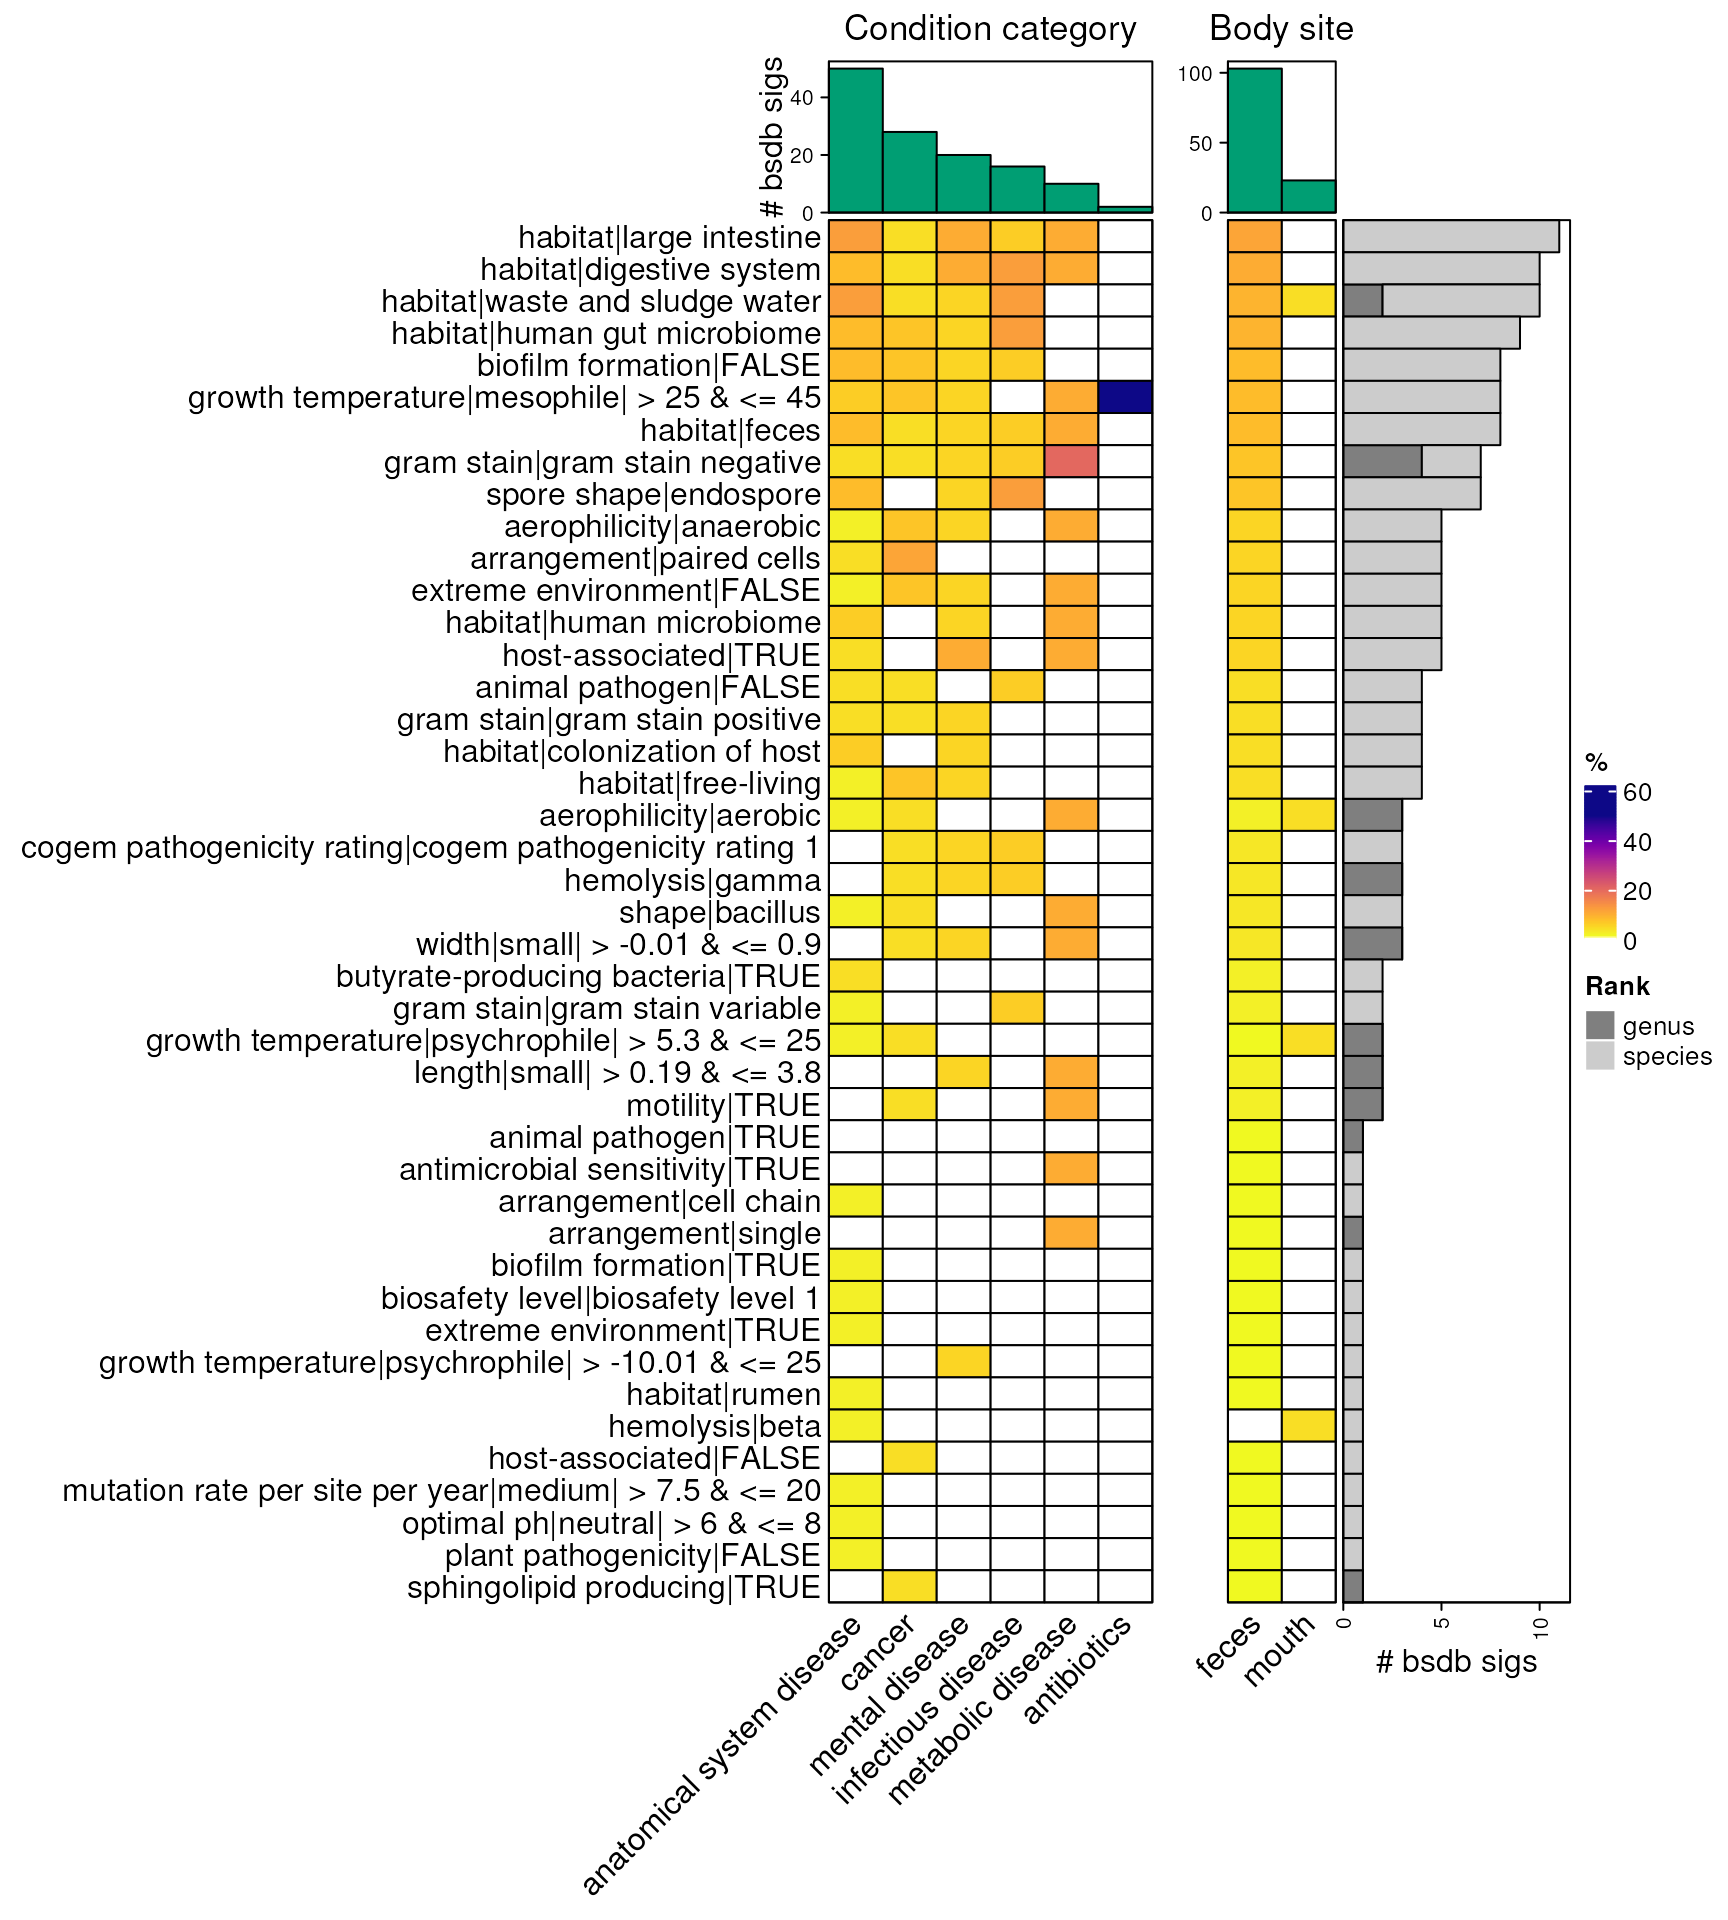 Condition category
Body site
# bsdb sigs
40
20
0
100
50
0
habitat|large intestine
habitat|digestive system
habitat|waste and sludge water
habitat|human gut microbiome
biofilm formation|FALSE
growth temperature|mesophile| > 25 & <= 45
habitat|feces
gram stain|gram stain negative
spore shape|endospore
aerophilicity|anaerobic
arrangement|paired cells
extreme environment|FALSE
habitat|human microbiome
host-associated|TRUE
animal pathogen|FALSE
gram stain|gram stain positive
habitat|colonization of host
habitat|free-living
aerophilicity|aerobic
cogem pathogenicity rating|cogem pathogenicity rating 1
hemolysis|gamma
shape|bacillus
width|small| > -0.01 & <= 0.9
butyrate-producing bacteria|TRUE
gram stain|gram stain variable
growth temperature|psychrophile| > 5.3 & <= 25
length|small| > 0.19 & <= 3.8
motility|TRUE
animal pathogen|TRUE
antimicrobial sensitivity|TRUE
arrangement|cell chain
arrangement|single
biofilm formation|TRUE
biosafety level|biosafety level 1
extreme environment|TRUE
growth temperature|psychrophile| > -10.01 & <= 25
habitat|rumen
hemolysis|beta
host-associated|FALSE
mutation rate per site per year|medium| > 7.5 & <= 20
optimal ph|neutral| > 6 & <= 8
plant pathogenicity|FALSE
sphingolipid producing|TRUE
anatomical system disease
cancer
mental disease
infectious disease
metabolic disease
antibiotics
feces
mouth
0
5
10
# bsdb sigs
%
60
40
20
0
Rank
genus
species